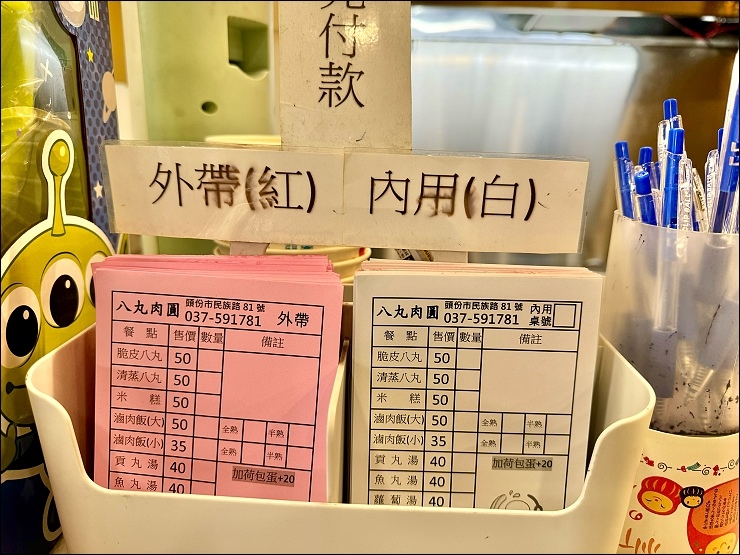 付款
外帶(紅)
內用(白)
八丸肉圓 頭份市民族路 81 號
037-591781 外帶
餐點 售價 數量 備註
脆皮八丸 50
清蒸八丸 50
米糕 50
滷肉飯(大) 50 全熟 半熟
滷肉飯(小) 35 全熟 半熟
貢丸湯 40 加荷包蛋+20
魚丸湯 40
八丸肉圓 頭份市民族路 81 號 內用
037-591781 桌號
餐點 售價 數量 備註
脆皮八丸 50
清蒸八丸 50
米糕 50
滷肉飯(大) 50 全熟 半熟
滷肉飯(小) 35 全熟 半熟
貢丸湯 40 加荷包蛋+20
魚丸湯 40
蘿蔔湯 40